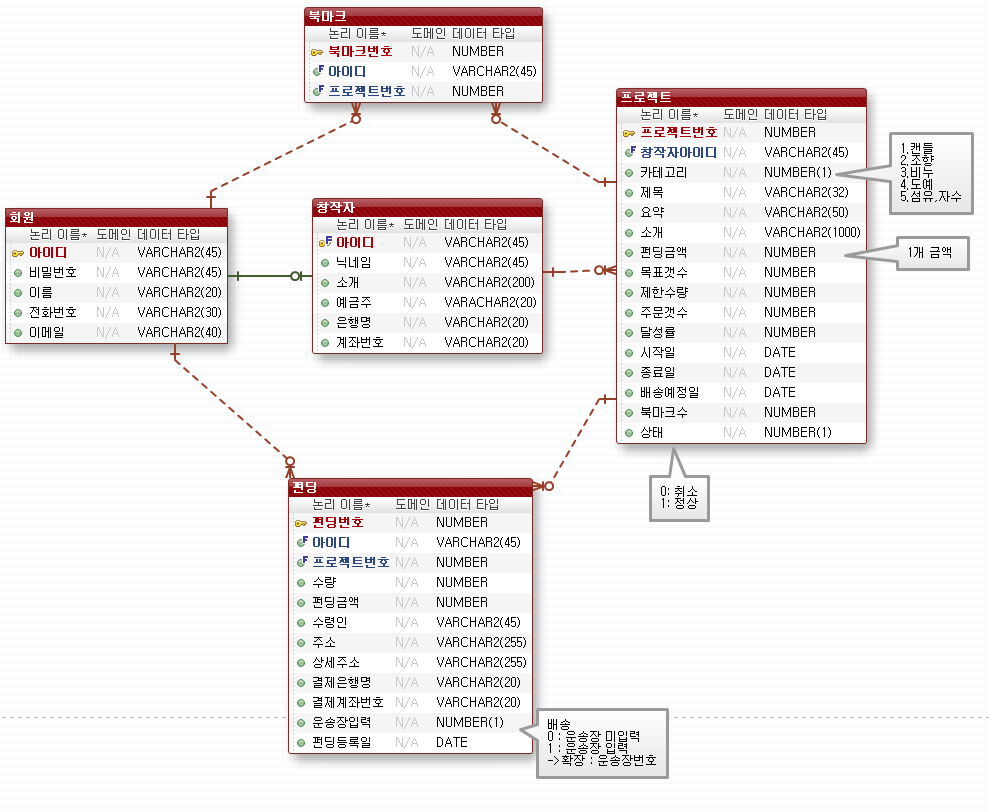 북마크
논리 이름* 도메인 데이터 타입
북마크번호 N/A NUMBER
아이디 N/A VARCHAR2(45)
프로젝트번호 N/A NUMBER
프로젝트
논리 이름* 도메인 데이터 타입
프로젝트번호 N/A NUMBER
창작자아이디 N/A VARCHAR2(45)
카테고리 N/A NUMBER(1)
제목 N/A VARCHAR2(32)
요약 N/A VARCHAR2(50)
소개 N/A VARCHAR2(1000)
펀딩금액 N/A NUMBER
목표갯수 N/A NUMBER
제한수량 N/A NUMBER
주문갯수 N/A NUMBER
달성률 N/A NUMBER
시작일 N/A DATE
종료일 N/A DATE
배송예정일 N/A DATE
북마크수 N/A NUMBER
상태 N/A NUMBER(1)
1.캔들
2.조향
3.비누
4.도예
5.섬유,자수
1개 금액
0: 취소
1: 정상
회원
논리 이름* 도메인 데이터 타입
아이디 N/A VARCHAR2(45)
비밀번호 N/A VARCHAR2(45)
이름 N/A VARCHAR2(20)
전화번호 N/A VARCHAR2(30)
이메일 N/A VARCHAR2(40)
창작자
논리 이름* 도메인 데이터 타입
아이디 N/A VARCHAR2(45)
닉네임 N/A VARCHAR2(45)
소개 N/A VARCHAR2(200)
예금주 N/A VARACHAR2(20)
은행명 N/A VARCHAR2(20)
계좌번호 N/A VARCHAR2(20)
펀딩
논리 이름* 도메인 데이터 타입
펀딩번호 N/A NUMBER
아이디 N/A VARCHAR2(45)
프로젝트번호 N/A NUMBER
수량 N/A NUMBER
펀딩금액 N/A NUMBER
수령인 N/A VARCHAR2(45)
주소 N/A VARCHAR2(255)
상세주소 N/A VARCHAR2(255)
결제은행명 N/A VARCHAR2(20)
결제계좌번호 N/A VARCHAR2(20)
운송장입력 N/A NUMBER(1)
펀딩등록일 N/A DATE
배송
0 : 운송장 미입력
1 : 운송장 입력
->확장 : 운송장번호